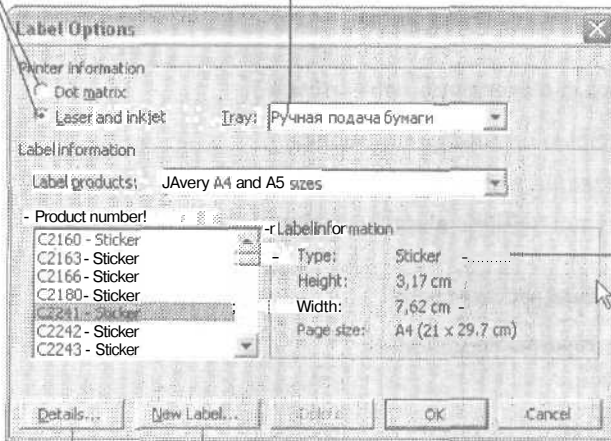 Label Options
Printer information
Dot matrix
Laser and inkjet Tray: Ручная подача бумаги
Label information
Label products: JAvery A4 and A5 sizes
- Product number!
C2160 - Sticker
C2163 - Sticker
C2166 - Sticker
C2180 - Sticker
C2241 - Sticker
C2242 - Sticker
C2243 - Sticker
-r Labelinformation
Type: Sticker
Height: 3,17 cm
Width: 7,62 cm
Page size: A4 (21 x 29.7 cm)
Details... New Label... Delete OK Cancel